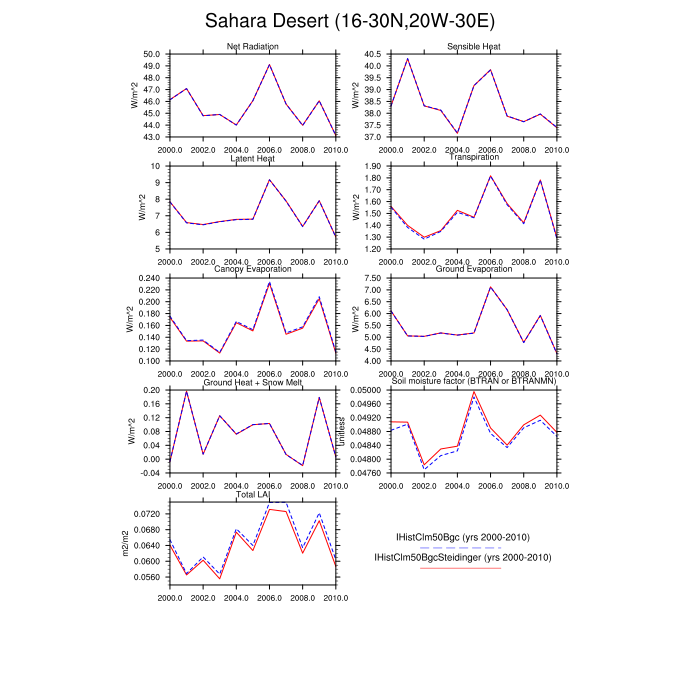 Sahara Desert (16-30N,20W-30E)
Net Radiation
W/m^2
50.0
49.0
48.0
47.0
46.0
45.0
44.0
43.0
2000.0 2002.0 2004.0 2006.0 2008.0 2010.0
Sensible Heat
W/m^2
40.5
40.0
39.5
39.0
38.5
38.0
37.5
37.0
2000.0 2002.0 2004.0 2006.0 2008.0 2010.0
Latent Heat
W/m^2
10
9
8
7
6
5
2000.0 2002.0 2004.0 2006.0 2008.0 2010.0
Transpiration
W/m^2
1.90
1.80
1.70
1.60
1.50
1.40
1.30
1.20
2000.0 2002.0 2004.0 2006.0 2008.0 2010.0
Canopy Evaporation
W/m^2
0.240
0.220
0.200
0.180
0.160
0.140
0.120
0.100
2000.0 2002.0 2004.0 2006.0 2008.0 2010.0
Ground Evaporation
W/m^2
7.50
7.00
6.50
6.00
5.50
5.00
4.50
4.00
2000.0 2002.0 2004.0 2006.0 2008.0 2010.0
Ground Heat + Snow Melt
W/m^2
0.20
0.16
0.12
0.08
0.04
0.00
-0.04
2000.0 2002.0 2004.0 2006.0 2008.0 2010.0
Soil moisture factor (BTRAN or BTRANMN)
unitless
0.05000
0.04920
0.04880
0.04840
0.04800
0.04760
2000.0 2002.0 2004.0 2006.0 2008.0 2010.0
Total LAI
m2/m2
0.0720
0.0680
0.0640
0.0600
0.0560
2000.0 2002.0 2004.0 2006.0 2008.0 2010.0
IHistClm50Bgc (yrs 2000-2010)
IHistClm50BgcSteidinger (yrs 2000-2010)